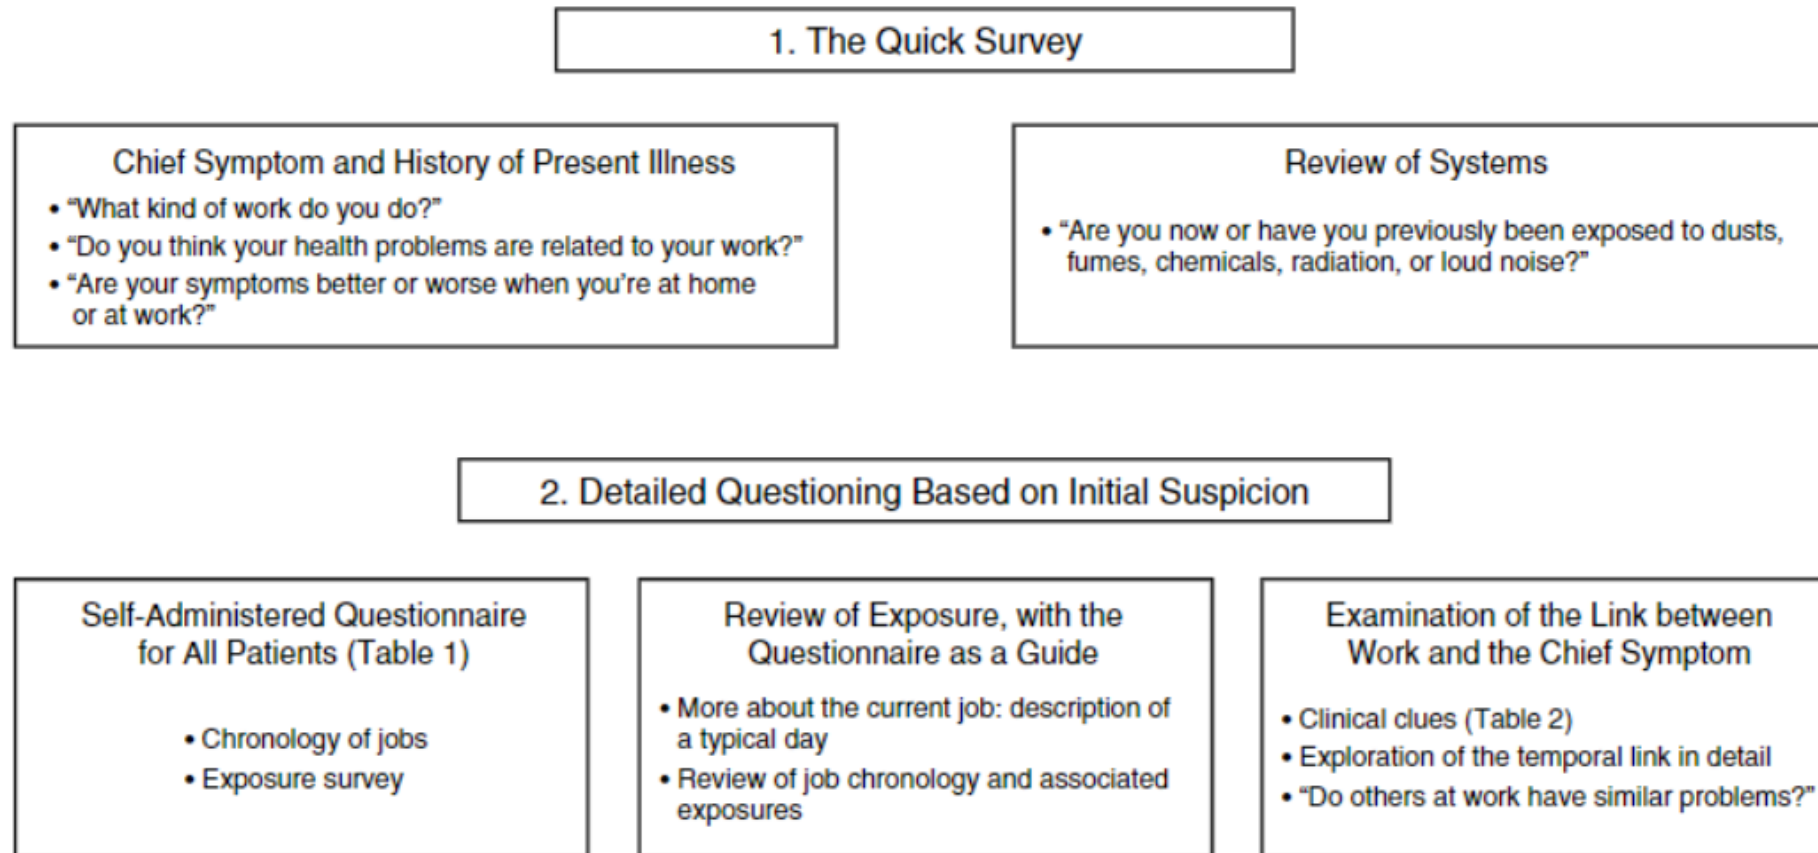 1. The Quick Survey
Chief Symptom and History of Present Illness
• “What kind of work do you do?”
• “Do you think your health problems are related to your work?”
• “Are your symptoms better or worse when you’re at home
or at work?”
Review of Systems
• “Are you now or have you previously been exposed to dusts,
fumes, chemicals, radiation, or loud noise?”
2. Detailed Questioning Based on Initial Suspicion
Self-Administered Questionnaire
for All Patients (Table 1)
• Chronology of jobs
• Exposure survey
Review of Exposure, with the
Questionnaire as a Guide
• More about the current job: description of
a typical day
• Review of job chronology and associated
exposures
Examination of the Link between
Work and the Chief Symptom
• Clinical clues (Table 2)
• Exploration of the temporal link in detail
• “Do others at work have similar problems?”